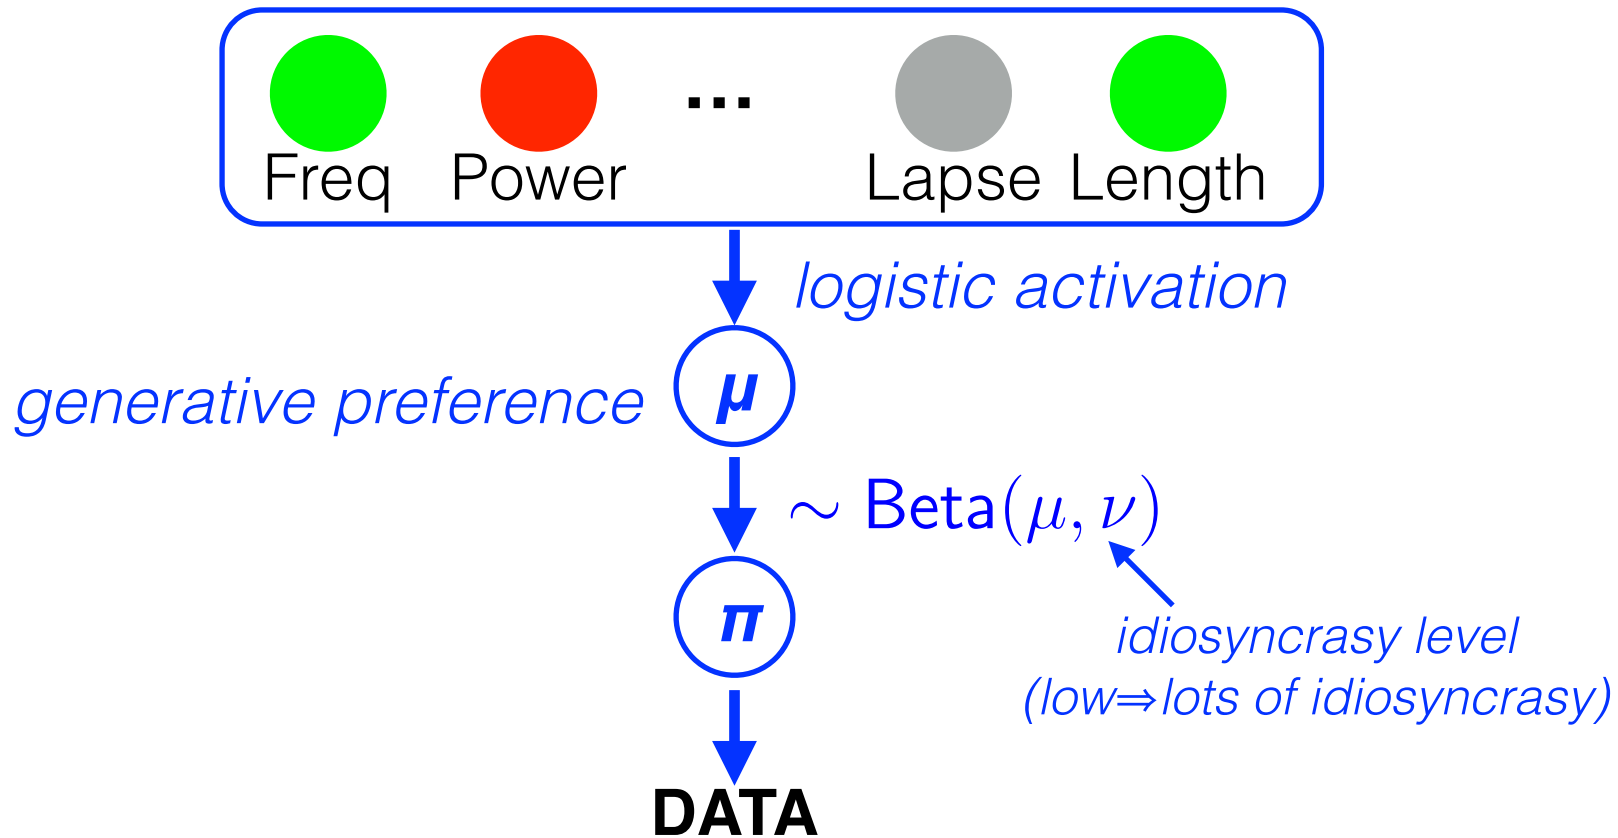 ...
Freq Power Lapse Length
logistic activation
μ
generative preference
∼ Beta(μ, ν)
π
idiosyncrasy level
(low⇒lots of idiosyncrasy)
DATA